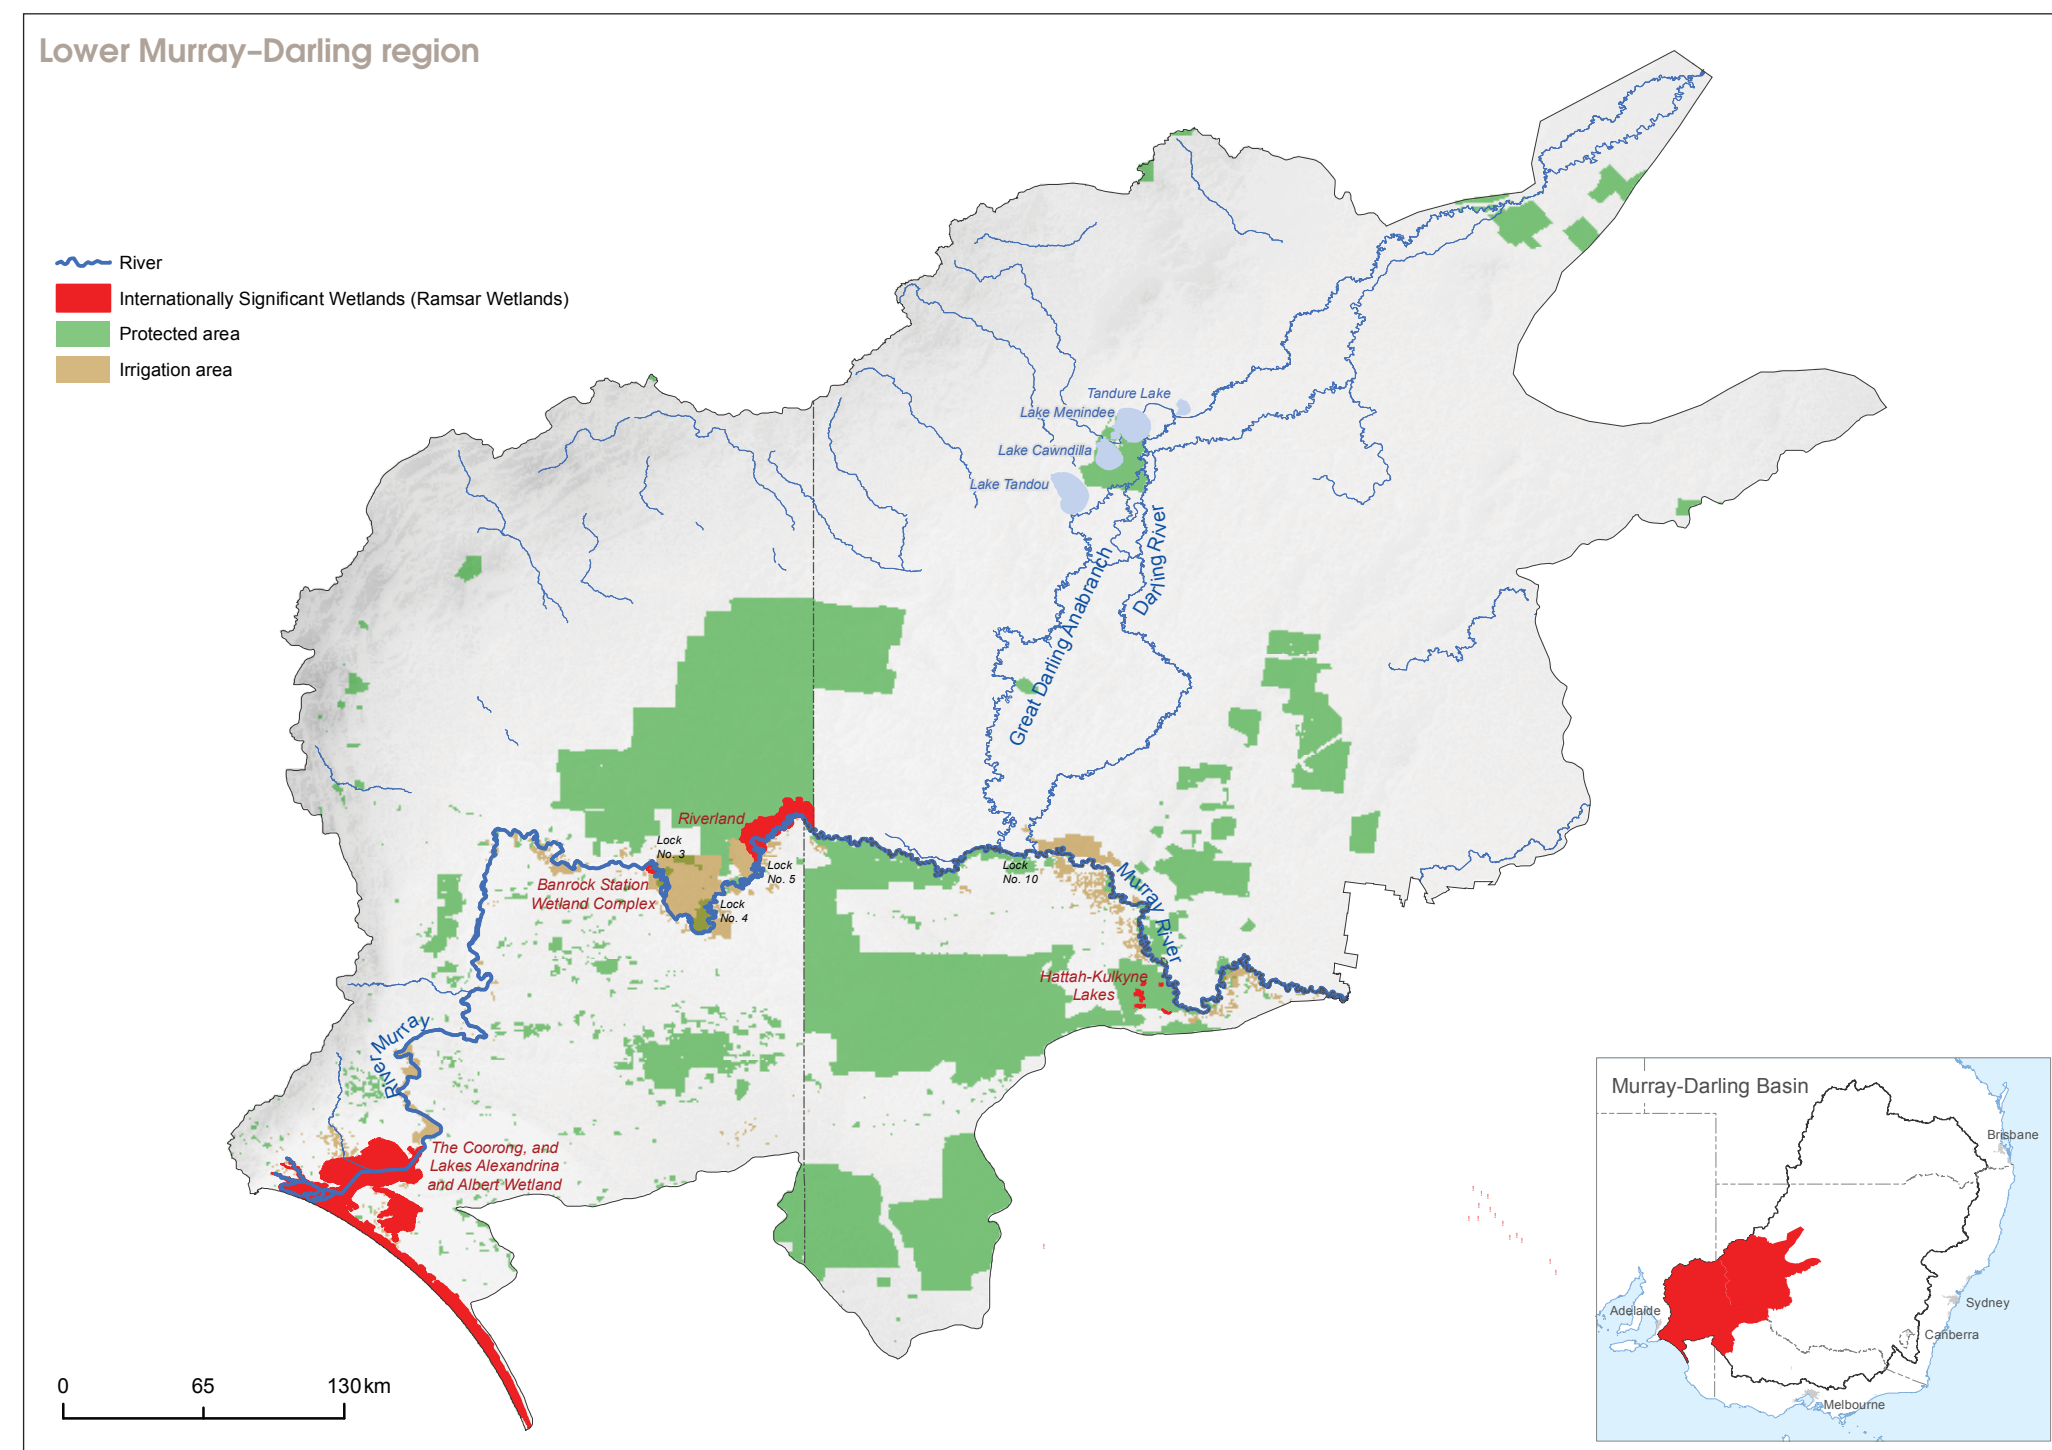 Lower Murray–Darling region
River
Internationally Significant Wetlands (Ramsar Wetlands)
Protected area
Irrigation area
Tandure Lake
Lake Menindee
Lake Cawndilla
Lake Tandou
Great Darling Anabranch
Darling River
Riverland
Lock
No. 3
Lock
No. 5
Banrock Station
Wetland Complex
Lock
No. 4
Lock
No. 10
Murray River
Hattah-Kulkyne
Lakes
River Murray
The Coorong, and
Lakes Alexandrina
and Albert Wetland
0 65 130km
Murray-Darling Basin
Brisbane
Adelaide
Sydney
Canberra
Melbourne